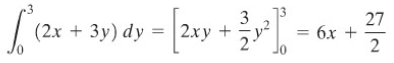 ∫₀³ (2x + 3y) dy = [2xy + 3/2 y²]₀³ = 6x + 27/2